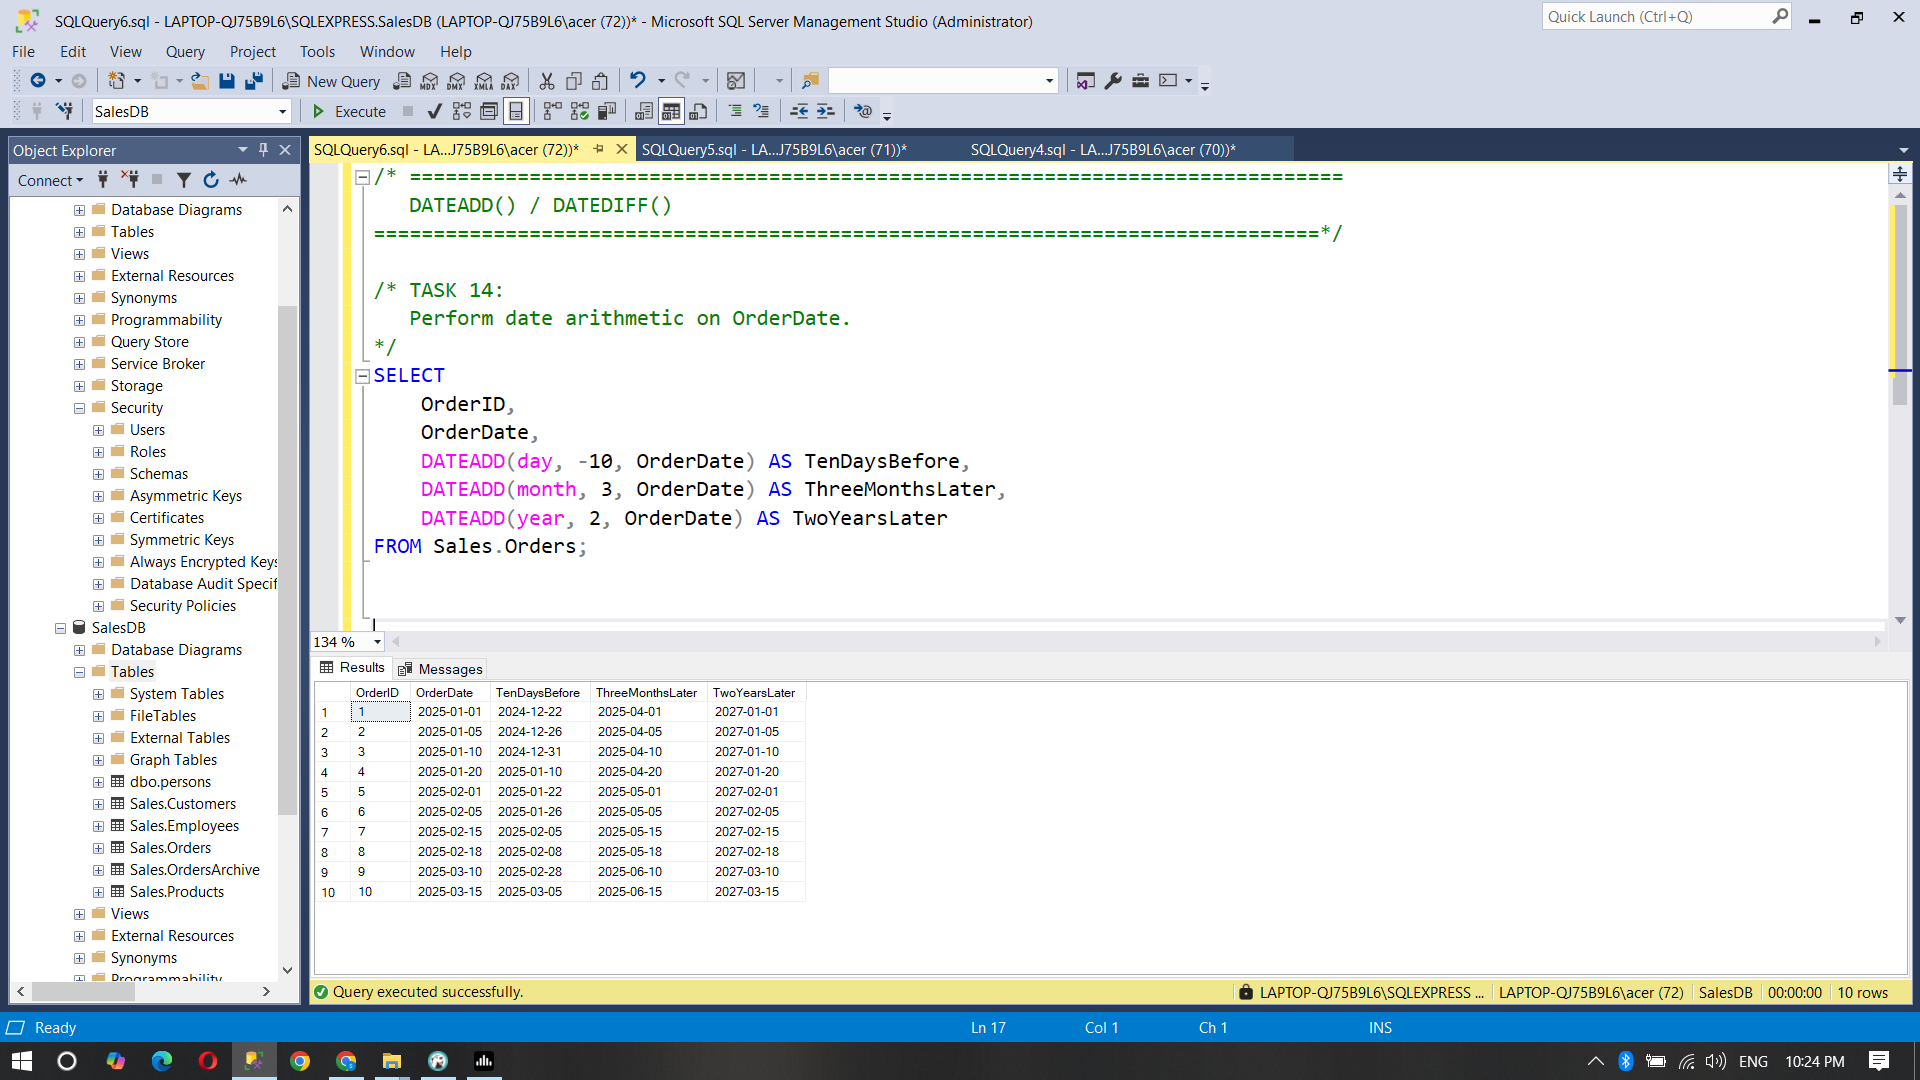 SQLQuery6.sql - LAPTOP-QJ75B9L6\SQLEXPRESS.SalesDB (LAPTOP-QJ75B9L6\acer (72))* - Microsoft SQL Server Management Studio (Administrator)
Quick Launch (Ctrl+Q)
File Edit View Query Project Tools Window Help
New Query MDX DMX XMLA DAX
SalesDB Execute
Object Explorer
SQLQuery6.sql - LA...J75B9L6\acer (72))* SQLQuery5.sql - LA...J75B9L6\acer (71))* SQLQuery4.sql - LA...J75B9L6\acer (70))*
Connect
Database Diagrams
Tables
Views
External Resources
Synonyms
Programmability
Query Store
Service Broker
Storage
Security
Users
Roles
Schemas
Asymmetric Keys
Certificates
Symmetric Keys
Always Encrypted Keys
Database Audit Specif
Security Policies
SalesDB
Database Diagrams
Tables
System Tables
FileTables
External Tables
Graph Tables
dbo.persons
Sales.Customers
Sales.Employees
Sales.Orders
Sales.OrdersArchive
Sales.Products
Views
External Resources
Synonyms
Programmability
/* ==============================================================================
DATEADD() / DATEDIFF()
===============================================================================*/
/* TASK 14:
Perform date arithmetic on OrderDate.
*/
SELECT
OrderID,
OrderDate,
DATEADD(day, -10, OrderDate) AS TenDaysBefore,
DATEADD(month, 3, OrderDate) AS ThreeMonthsLater,
DATEADD(year, 2, OrderDate) AS TwoYearsLater
FROM Sales.Orders;
134 %
Results Messages
OrderID OrderDate TenDaysBefore ThreeMonthsLater TwoYearsLater
1 1 2025-01-01 2024-12-22 2025-04-01 2027-01-01
2 2 2025-01-05 2024-12-26 2025-04-05 2027-01-05
3 3 2025-01-10 2024-12-31 2025-04-10 2027-01-10
4 4 2025-01-20 2025-01-10 2025-04-20 2027-01-20
5 5 2025-02-01 2025-01-22 2025-05-01 2027-02-01
6 6 2025-02-05 2025-01-26 2025-05-05 2027-02-05
7 7 2025-02-15 2025-02-05 2025-05-15 2027-02-15
8 8 2025-02-18 2025-02-08 2025-05-18 2027-02-18
9 9 2025-03-10 2025-02-28 2025-06-10 2027-03-10
10 10 2025-03-15 2025-03-05 2025-06-15 2027-03-15
Query executed successfully. LAPTOP-QJ75B9L6\SQLEXPRESS ... LAPTOP-QJ75B9L6\acer (72) SalesDB 00:00:00 10 rows
Ready Ln 17 Col 1 Ch 1 INS
ENG 10:24 PM